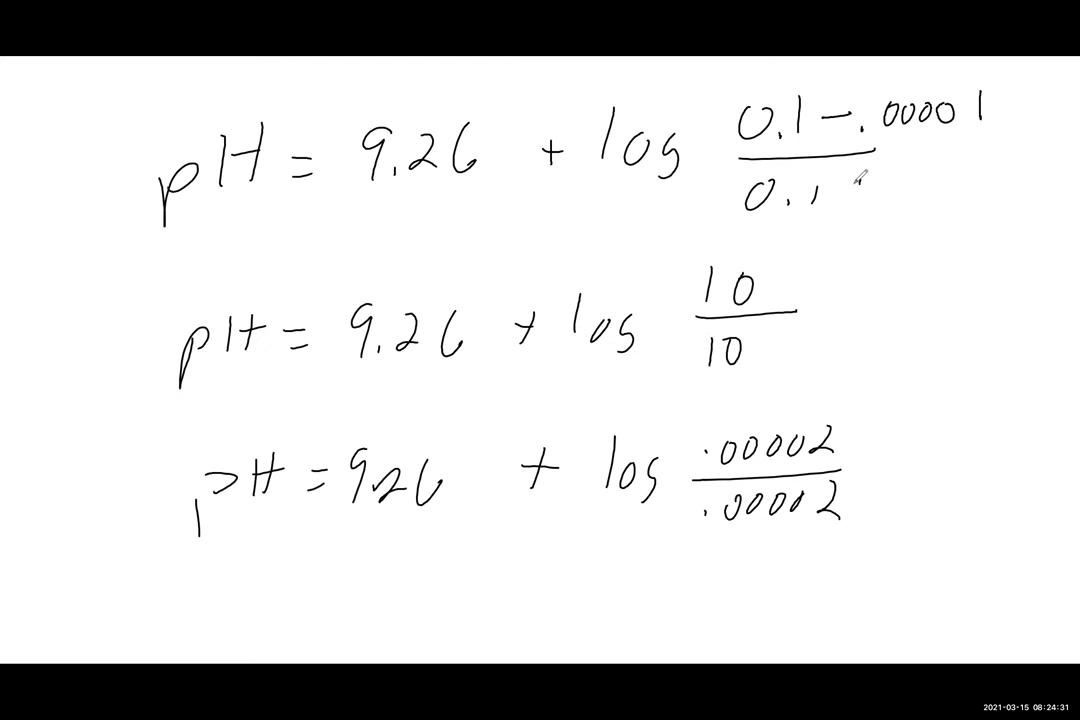 pH = 9.26 + log 0.1 - .00001 / 0.1
pH = 9.26 + log 10 / 10
pH = 9.26 + log .00002 / .00002
2021-03-15 08:24:31